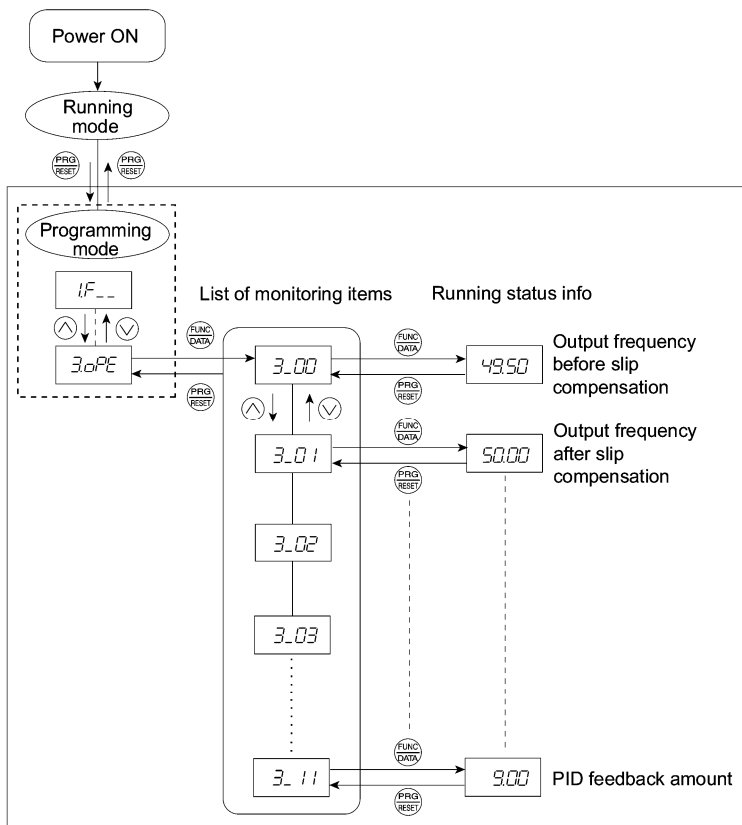 Power ON
Running
mode
PRG
RESET
PRG
RESET
Programming
mode
1.F_ _
3.oPE
List of monitoring items
Running status info
FUNC
DATA
PRG
RESET
3_00
FUNC
DATA
PRG
RESET
49.50
Output frequency
before slip
compensation
3_01
FUNC
DATA
PRG
RESET
50.00
Output frequency
after slip
compensation
3_02
3_03
3_11
FUNC
DATA
PRG
RESET
9.00
PID feedback amount